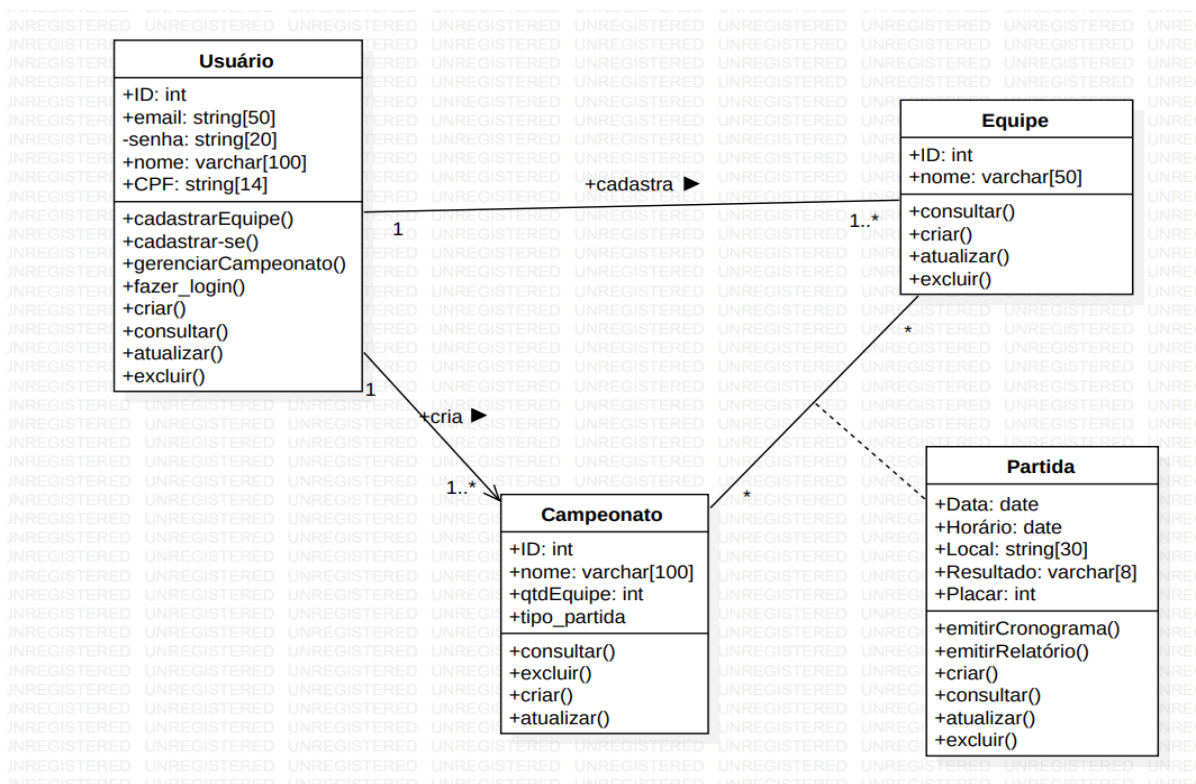 Usuário
+ID: int
+email: string[50]
-senha: string[20]
+nome: varchar[100]
+CPF: string[14]
+cadastrarEquipe()
+cadastrar-se()
+gerenciarCampeonato()
+fazer_login()
+criar()
+consultar()
+atualizar()
+excluir()
+cadastra ►
1
1..*
Equipe
+ID: int
+nome: varchar[50]
+consultar()
+criar()
+atualizar()
+excluir()
1
+cria ►
1..*
*
*
Campeonato
+ID: int
+nome: varchar[100]
+qtdEquipe: int
+tipo_partida
+consultar()
+excluir()
+criar()
+atualizar()
Partida
+Data: date
+Horário: date
+Local: string[30]
+Resultado: varchar[8]
+Placar: int
+emitirCronograma()
+emitirRelatório()
+criar()
+consultar()
+atualizar()
+excluir()
UNREGISTERED